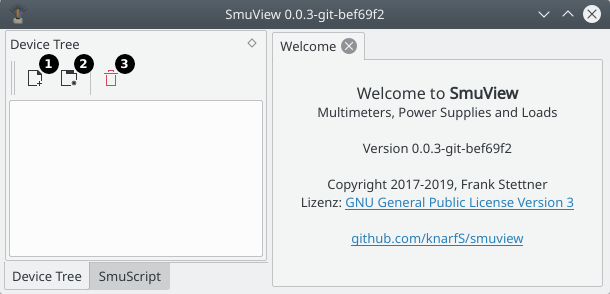 SmuView 0.0.3-git-bef69f2
Device Tree
1 2 3
Device Tree
SmuScript
Welcome
Welcome to SmuView
Multimeters, Power Supplies and Loads
Version 0.0.3-git-bef69f2
Copyright 2017-2019, Frank Stettner
Lizenz: GNU General Public License Version 3
github.com/knarfS/smuview